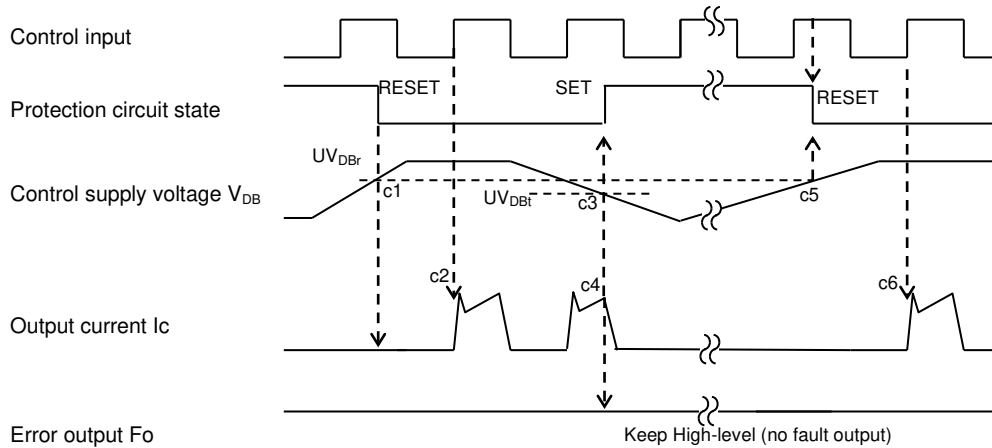 Control input
RESET
SET
RESET
Protection circuit state
UVDBr
c1
Control supply voltage VDB
UVDBt
c3
c5
c2
c4
c6
Output current Ic
Error output Fo
Keep High-level (no fault output)